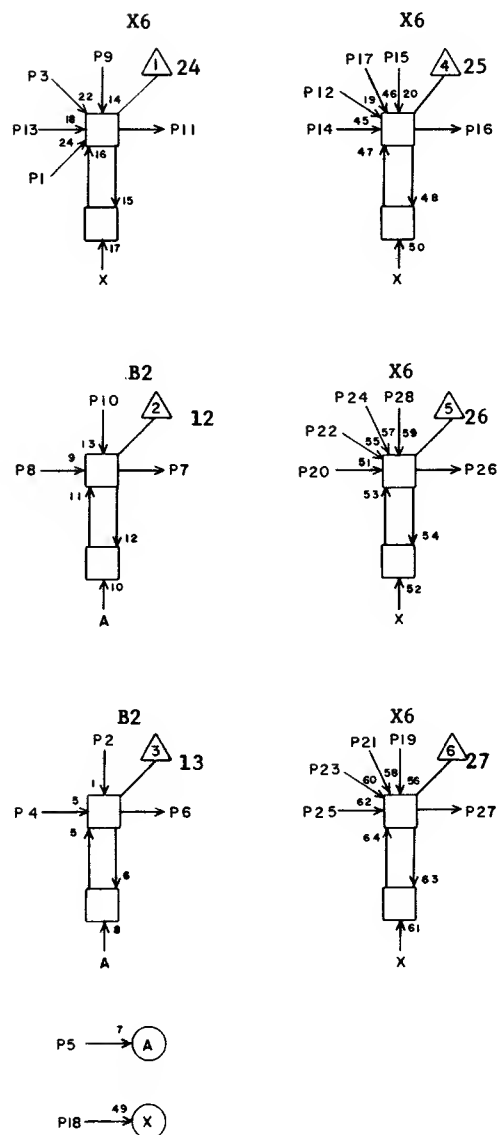 X6
P9
1
24
P3
22
14
P13
18
P11
24
P1
16
15
17
X
X6
P17
P15
4
25
P12
19
46
20
P14
45
P16
47
48
50
X
B2
P10
2
12
13
P8
9
P7
11
12
10
A
X6
P24
P28
5
26
P22
57
59
55
P20
51
P26
53
54
52
X
B2
P2
3
13
1
P4
5
P6
5
6
8
A
X6
P21
P19
6
27
P23
58
56
60
P25
62
P27
64
63
61
X
P5
7
A
P18
49
X